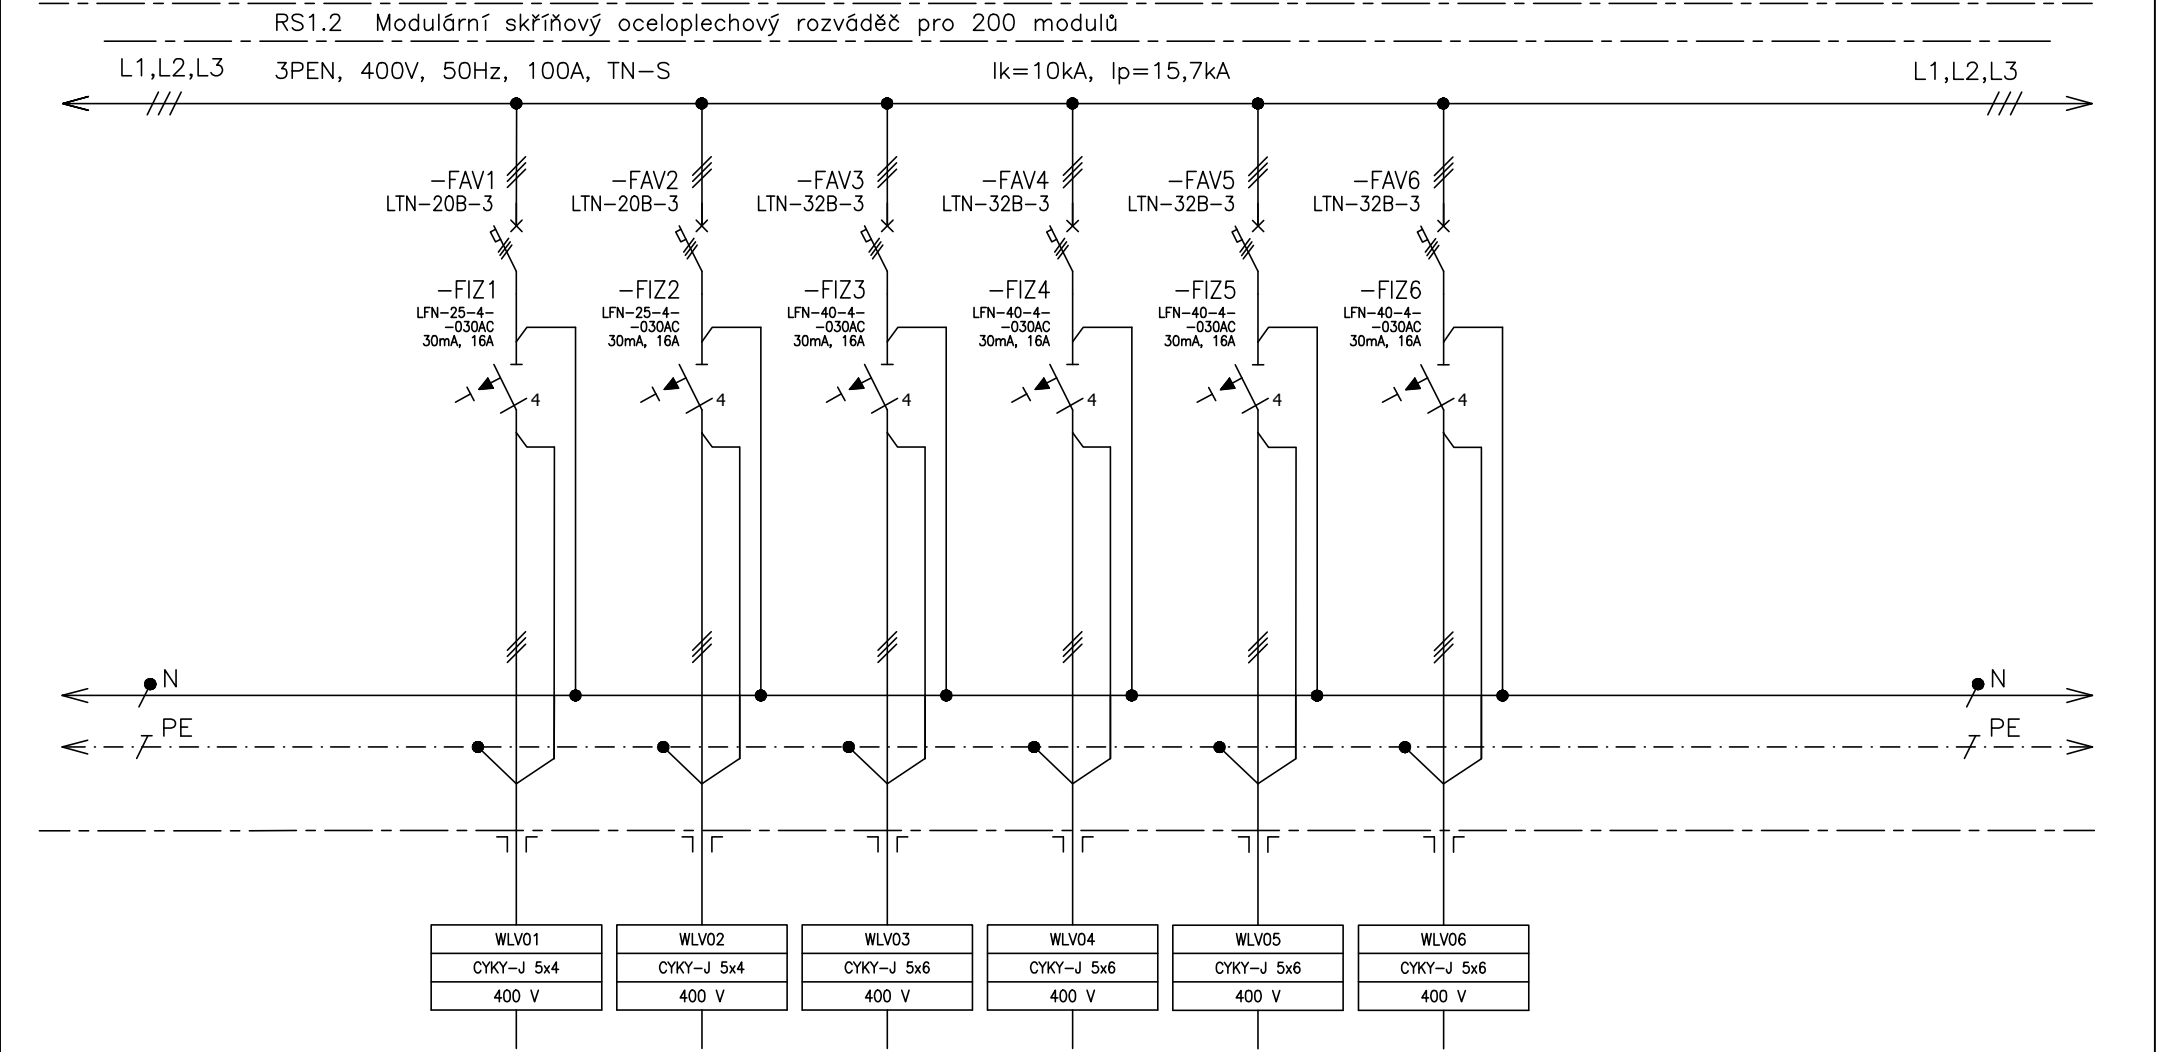 RS1.2 Modulární skříňový oceloplechový rozváděč pro 200 modulů
L1,L2,L3 3PEN, 400V, 50Hz, 100A, TN-S Ik=10kA, Ip=15,7kA L1,L2,L3
-FAV1 -FAV2 -FAV3 -FAV4 -FAV5 -FAV6
LTN-20B-3 LTN-20B-3 LTN-32B-3 LTN-32B-3 LTN-32B-3 LTN-32B-3
-FIZ1 -FIZ2 -FIZ3 -FIZ4 -FIZ5 -FIZ6
LFN-25-4- LFN-25-4- LFN-40-4- LFN-40-4- LFN-40-4- LFN-40-4-
-030AC -030AC -030AC -030AC -030AC -030AC
30mA, 16A 30mA, 16A 30mA, 16A 30mA, 16A 30mA, 16A 30mA, 16A
4 4 4 4 4 4
N N
PE PE
WLV01 WLV02 WLV03 WLV04 WLV05 WLV06
CYKY-J 5x4 CYKY-J 5x4 CYKY-J 5x6 CYKY-J 5x6 CYKY-J 5x6 CYKY-J 5x6
400 V 400 V 400 V 400 V 400 V 400 V